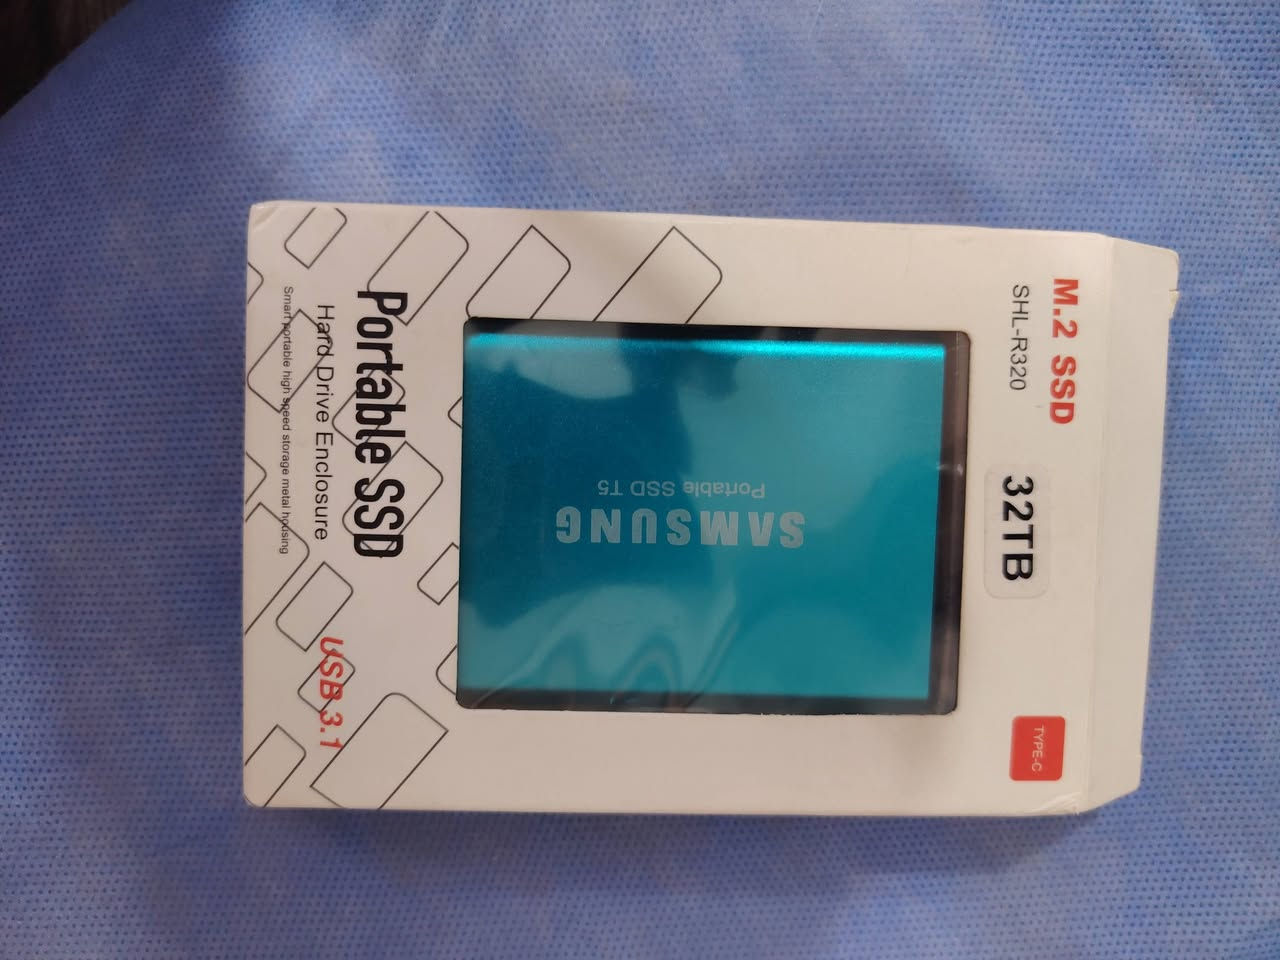 M.2 SSD
SHL-R320
32TB
TYPE-C
SAMSUNG
Portable SSD T5
Portable SSD
Hard Drive Enclosure
USB 3.1
Smart portable high speed storage metal housing